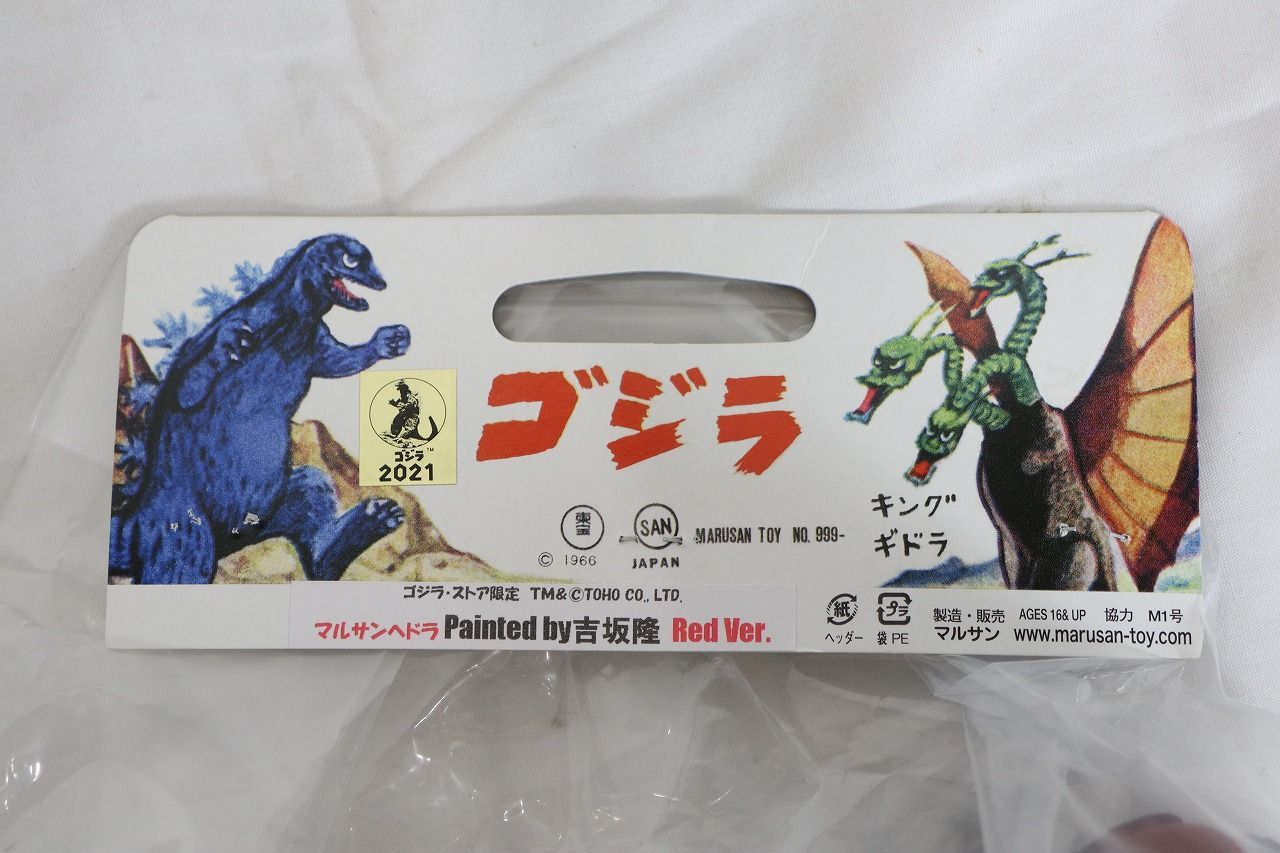 ゴジラ
ゴジラ™
2021
キング
ギドラ
東宝
© 1966
SAN
JAPAN
MARUSAN TOY NO. 999-
ゴジラ・ストア限定 TM&©TOHO CO., LTD.
マルサンヘドラ Painted by吉坂隆 Red Ver.
紙
ヘッダー
プラ
袋 PE
製造・販売 AGES 16& UP 協力 M1号
マルサン www.marusan-toy.com